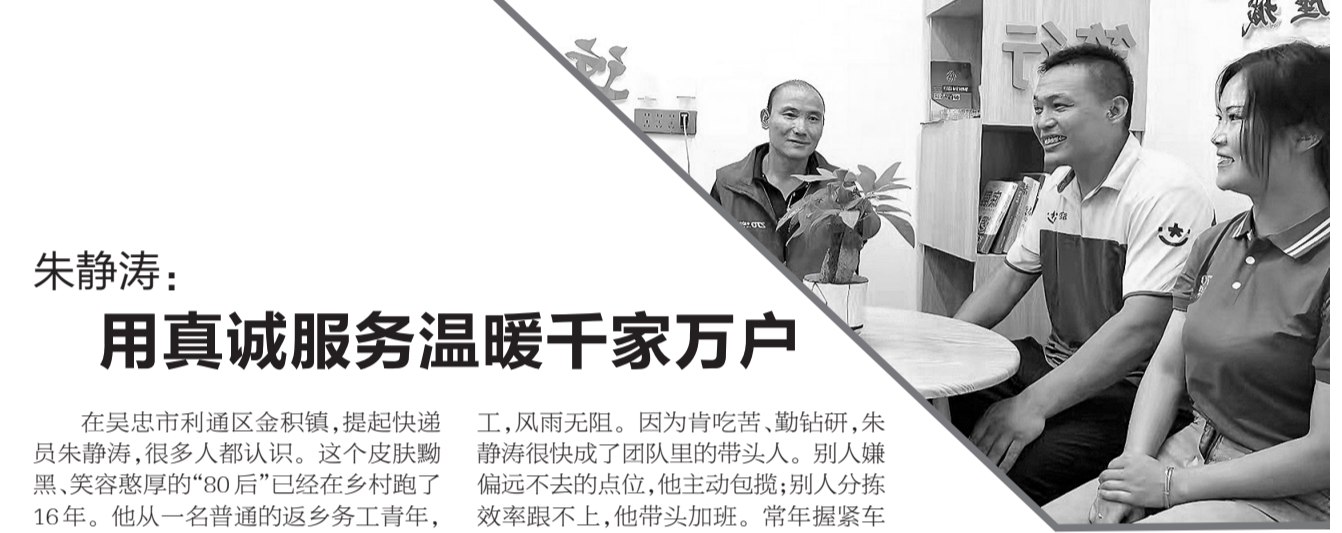 朱静涛：
用真诚服务温暖千家万户
在吴忠市利通区金积镇，提起快递
员朱静涛，很多人都认识。这个皮肤黝
黑、笑容憨厚的“80后”已经在乡村跑了
16年。他从一名普通的返乡务工青年，
工，风雨无阻。因为肯吃苦、勤钻研，朱
静涛很快成了团队里的带头人。别人嫌
偏远不去的点位，他主动包揽；别人分拣
效率跟不上，他带头加班。常年握紧车